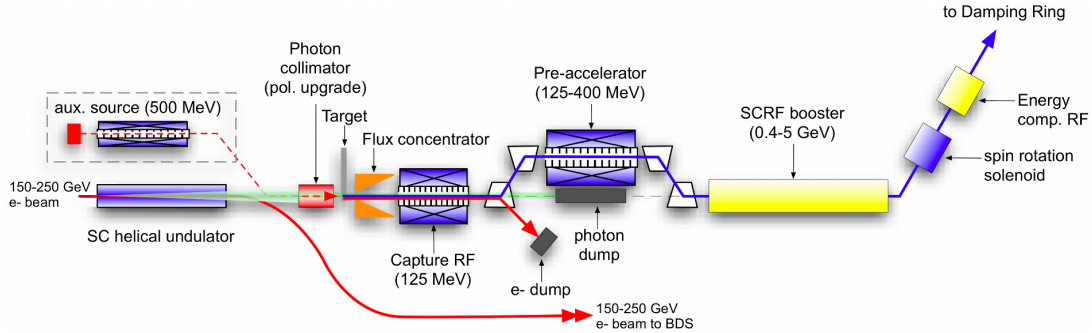 to Damping Ring
Photon
collimator
(pol. upgrade)
Pre-accelerator
(125-400 MeV)
aux. source (500 MeV)
Target
Flux concentrator
SCRF booster
(0.4-5 GeV)
Energy
comp. RF
spin rotation
solenoid
150-250 GeV
e- beam
SC helical undulator
Capture RF
(125 MeV)
photon
dump
e- dump
150-250 GeV
e- beam to BDS